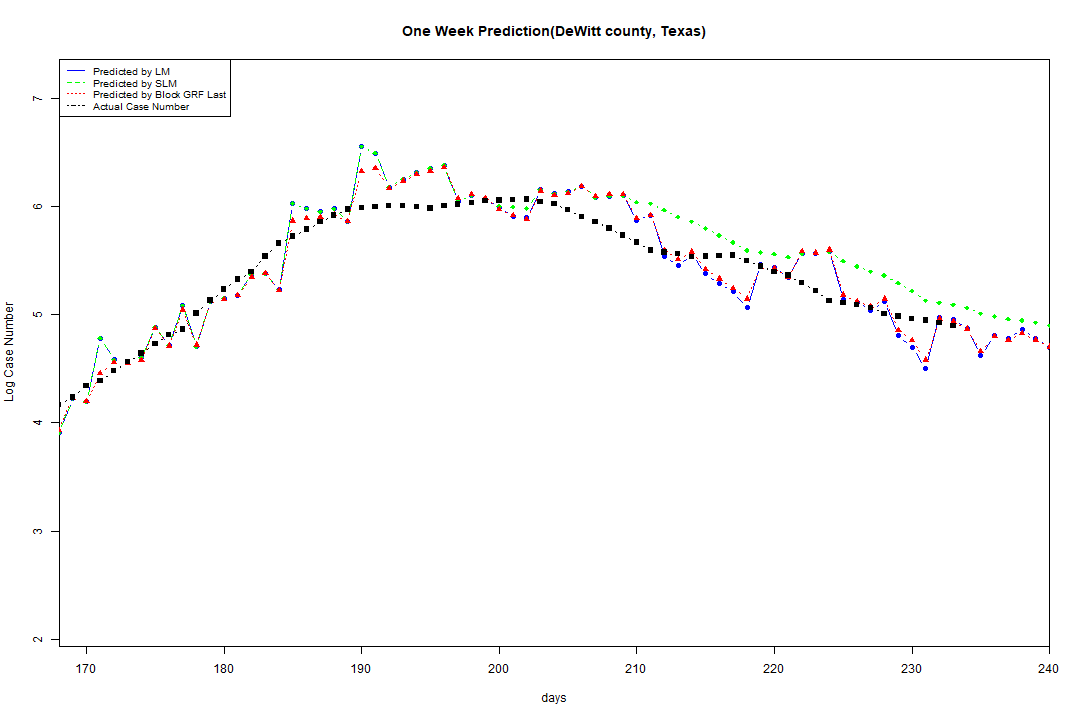 One Week Prediction(DeWitt county, Texas)
Predicted by LM
Predicted by SLM
Predicted by Block GRF Last
Actual Case Number
7
6
5
4
3
2
Log Case Number
170 180 190 200 210 220 230 240
days